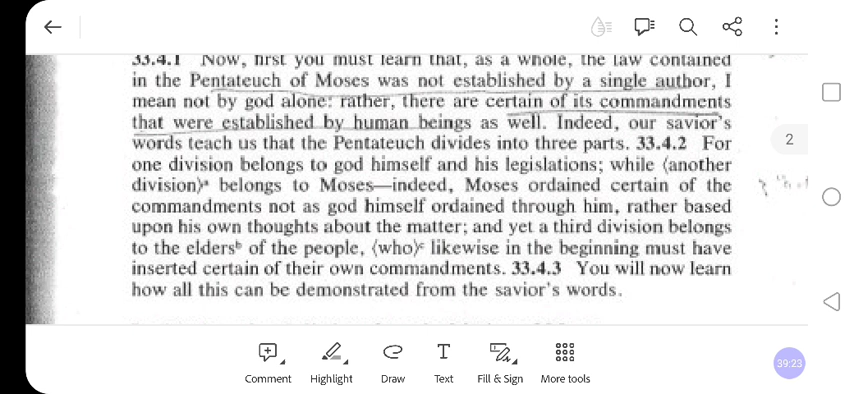 33.4.1 Now, first you must learn that, as a whole, the law contained
in the Pentateuch of Moses was not established by a single author, I
mean not by god alone: rather, there are certain of its commandments
that were established by human beings as well. Indeed, our savior's
words teach us that the Pentateuch divides into three parts. 33.4.2 For
one division belongs to god himself and his legislations; while ⟨another
division⟩ᵃ belongs to Moses—indeed, Moses ordained certain of the
commandments not as god himself ordained through him, rather based
upon his own thoughts about the matter; and yet a third division belongs
to the eldersᵇ of the people, ⟨who⟩ᶜ likewise in the beginning must have
inserted certain of their own commandments. 33.4.3 You will now learn
how all this can be demonstrated from the savior's words.
2
Comment Highlight Draw Text Fill & Sign More tools
39:23